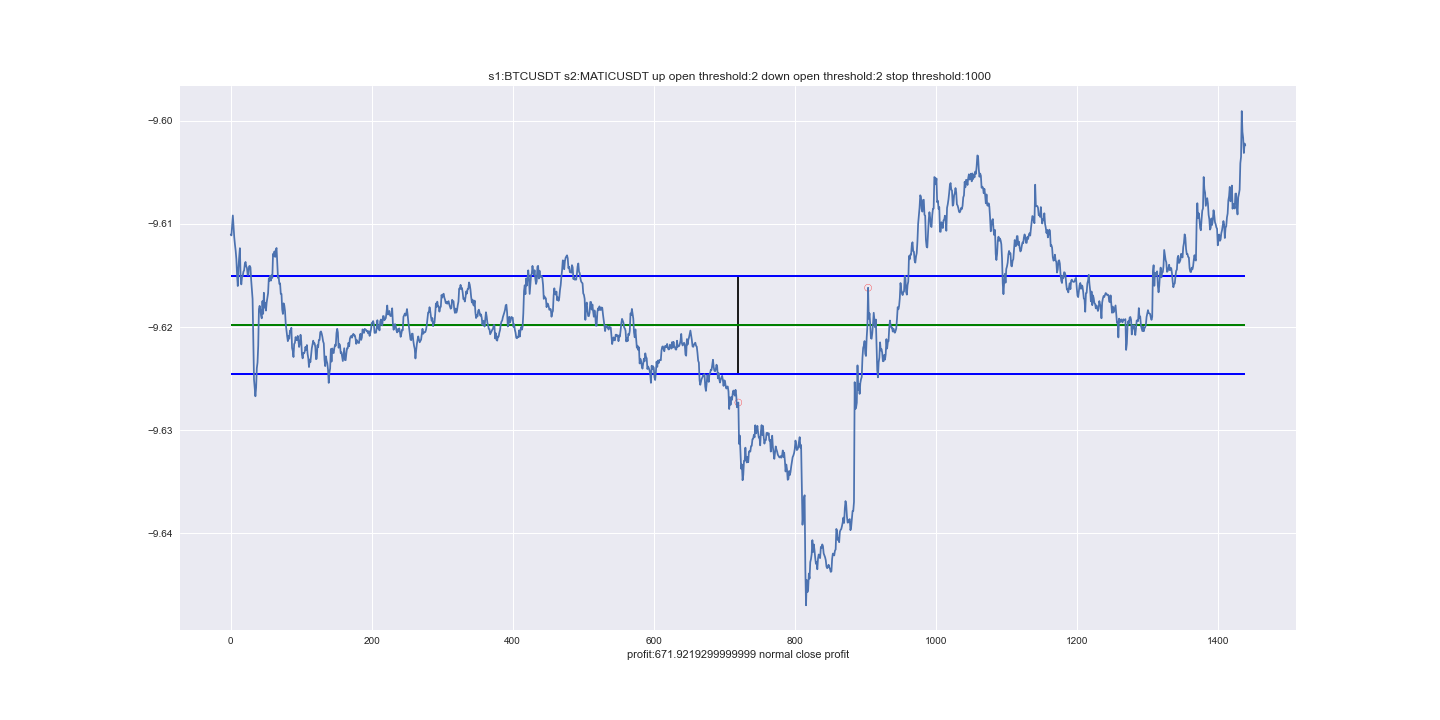 s1:BTCUSDT s2:MATICUSDT up open threshold:2 down open threshold:2 stop threshold:1000
−9.60
−9.61
−9.62
−9.63
−9.64
0 200 400 600 800 1000 1200 1400
profit:671.9219299999999 normal close profit